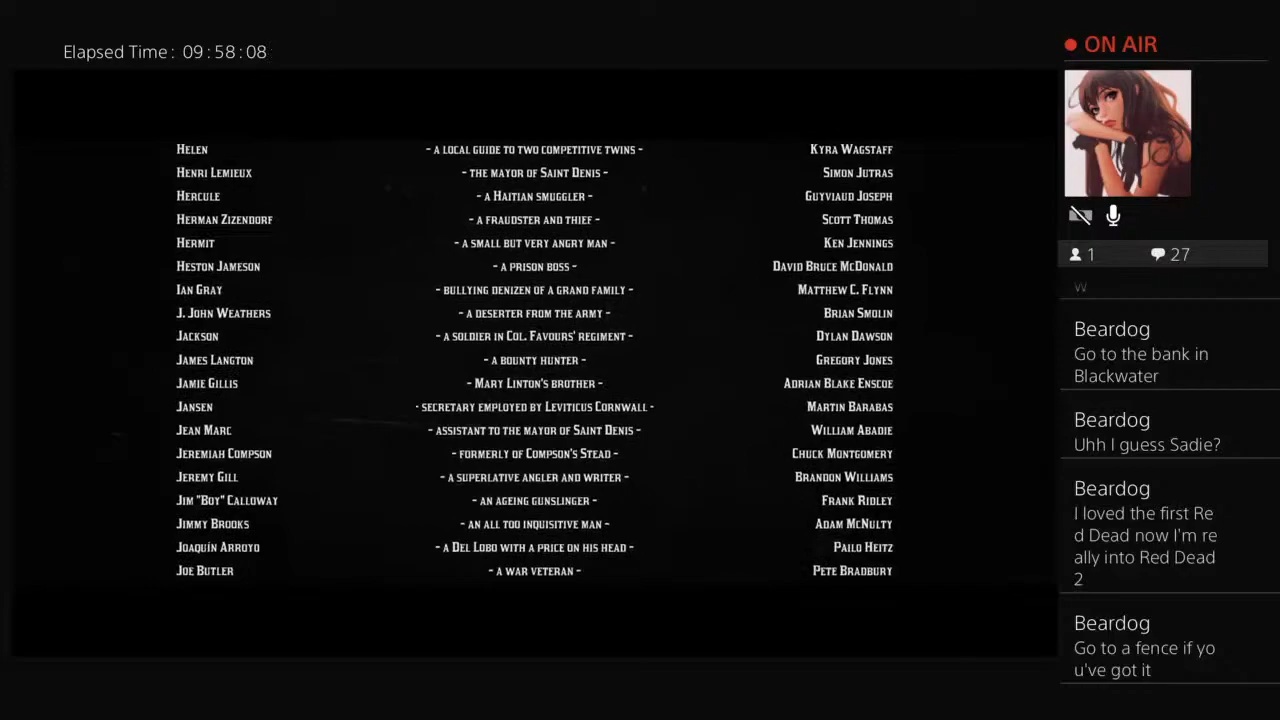 Elapsed Time: 09:58:08
ON AIR
HELEN - A LOCAL GUIDE TO TWO COMPETITIVE TWINS - KYRA WAGSTAFF
HENRI LEMIEUX - THE MAYOR OF SAINT DENIS - SIMON JUTRAS
HERCULE - A HAITIAN SMUGGLER - GUYVIAUD JOSEPH
HERMAN ZIZENDORF - A FRAUDSTER AND THIEF - SCOTT THOMAS
HERMIT - A SMALL BUT VERY ANGRY MAN - KEN JENNINGS
HESTON JAMESON - A PRISON BOSS - DAVID BRUCE MCDONALD
IAN GRAY - BULLYING DENIZEN OF A GRAND FAMILY - MATTHEW C. FLYNN
J. JOHN WEATHERS - A DESERTER FROM THE ARMY - BRIAN SMOLIN
JACKSON - A SOLDIER IN COL. FAVOURS' REGIMENT - DYLAN DAWSON
JAMES LANGTON - A BOUNTY HUNTER - GREGORY JONES
JAMIE GILLIS - MARY LINTON'S BROTHER - ADRIAN BLAKE ENSCOE
JANSEN - SECRETARY EMPLOYED BY LEVITICUS CORNWALL - MARTIN BARABAS
JEAN MARC - ASSISTANT TO THE MAYOR OF SAINT DENIS - WILLIAM ABADIE
JEREMIAH COMPSON - FORMERLY OF COMPSON'S STEAD - CHUCK MONTGOMERY
JEREMY GILL - A SUPERLATIVE ANGLER AND WRITER - BRANDON WILLIAMS
JIM "BOY" CALLOWAY - AN AGEING GUNSLINGER - FRANK RIDLEY
JIMMY BROOKS - AN ALL TOO INQUISITIVE MAN - ADAM MCNULTY
JOAQUÍN ARROYO - A DEL LOBO WITH A PRICE ON HIS HEAD - PAILO HEITZ
JOE BUTLER - A WAR VETERAN - PETE BRADBURY
1 27
w
Beardog
Go to the bank in
Blackwater
Beardog
Uhh I guess Sadie?
Beardog
I loved the first Re
d Dead now I'm re
ally into Red Dead
2
Beardog
Go to a fence if yo
u've got it